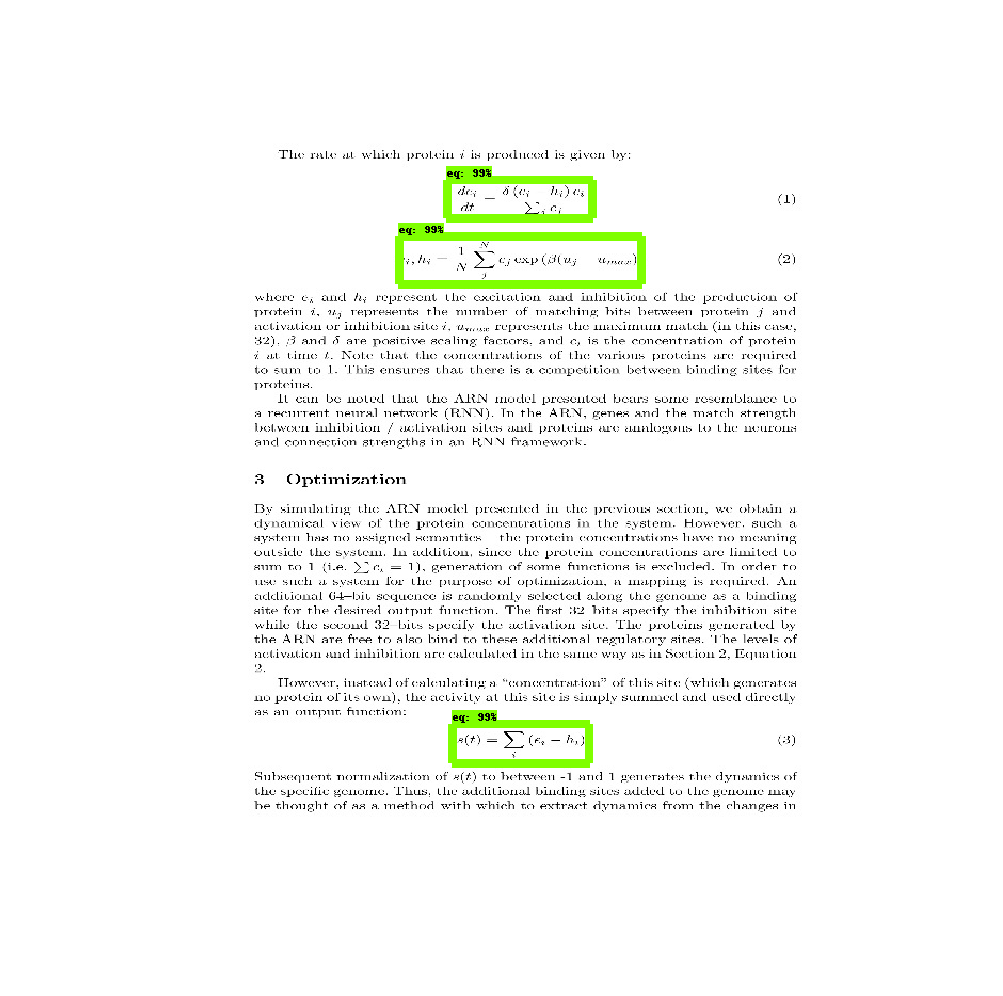 The rate at which protein i is produced is given by:
eq: 99%
dc_i/dt = δ (e_i − h_i) c_i / ∑_j c_j (1)
eq: 99%
e_i, h_i = 1/N ∑_j^N c_j exp (β(u_j − u_max) (2)
where e_i and h_i represent the excitation and inhibition of the production of
protein i, u_j represents the number of matching bits between protein j and
activation or inhibition site i, u_max represents the maximum match (in this case,
32), β and δ are positive scaling factors, and c_i is the concentration of protein
i at time t. Note that the concentrations of the various proteins are required
to sum to 1. This ensures that there is a competition between binding sites for
proteins.
It can be noted that the ARN model presented bears some resemblance to
a recurrent neural network (RNN). In the ARN, genes and the match strength
between inhibition / activation sites and proteins are analogous to the neurons
and connection strengths in an RNN framework.
3 Optimization
By simulating the ARN model presented in the previous section, we obtain a
dynamical view of the protein concentrations in the system. However, such a
system has no assigned semantics – the protein concentrations have no meaning
outside the system. In addition, since the protein concentrations are limited to
sum to 1 (i.e. ∑ c_i = 1), generation of some functions is excluded. In order to
use such a system for the purpose of optimization, a mapping is required. An
additional 64–bit sequence is randomly selected along the genome as a binding
site for the desired output function. The first 32 bits specify the inhibition site
while the second 32–bits specify the activation site. The proteins generated by
the ARN are free to also bind to these additional regulatory sites. The levels of
activation and inhibition are calculated in the same way as in Section 2, Equation
2.
However, instead of calculating a “concentration” of this site (which generates
no protein of its own), the activity at this site is simply summed and used directly
as an output function:
eq: 99%
s(t) = ∑_i (e_i − h_i) (3)
Subsequent normalization of s(t) to between -1 and 1 generates the dynamics of
the specific genome. Thus, the additional binding sites added to the genome may
be thought of as a method with which to extract dynamics from the changes in